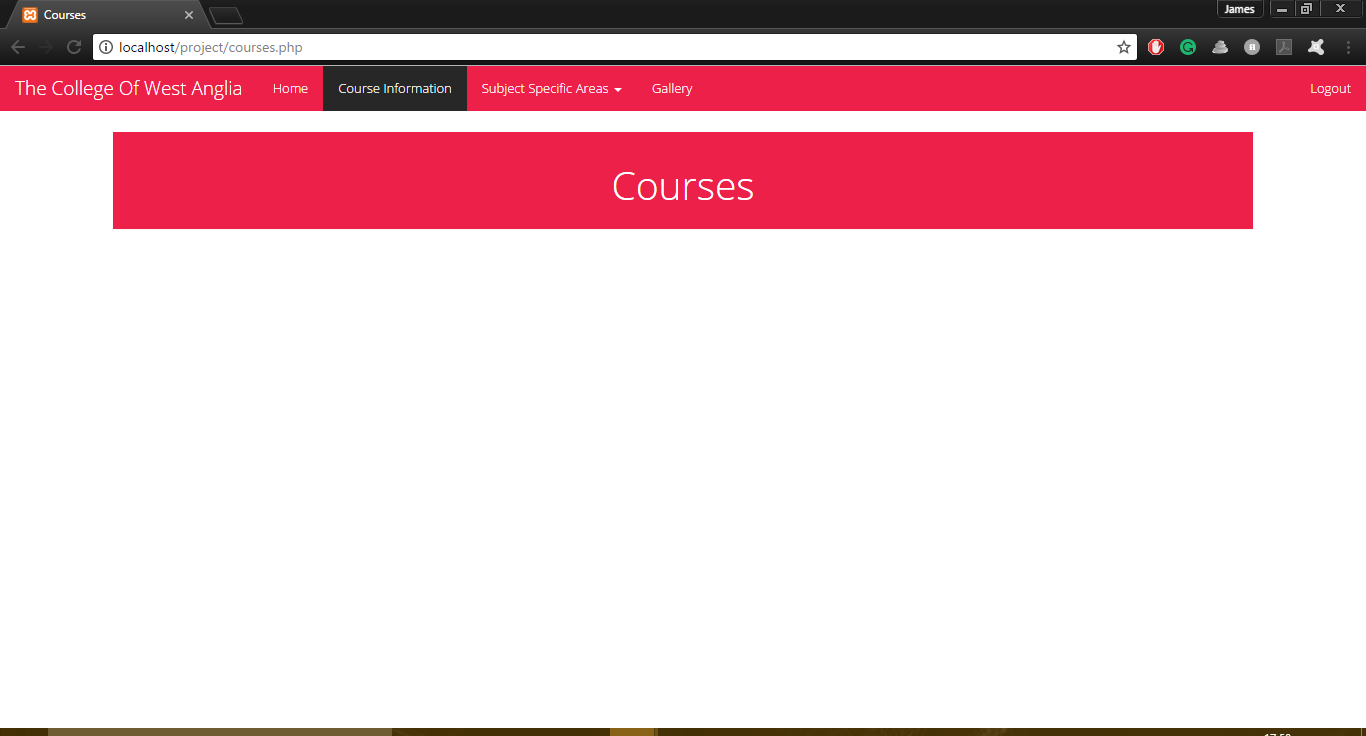 Courses
James
localhost/project/courses.php
The College Of West Anglia Home Course Information Subject Specific Areas Gallery Logout
Courses